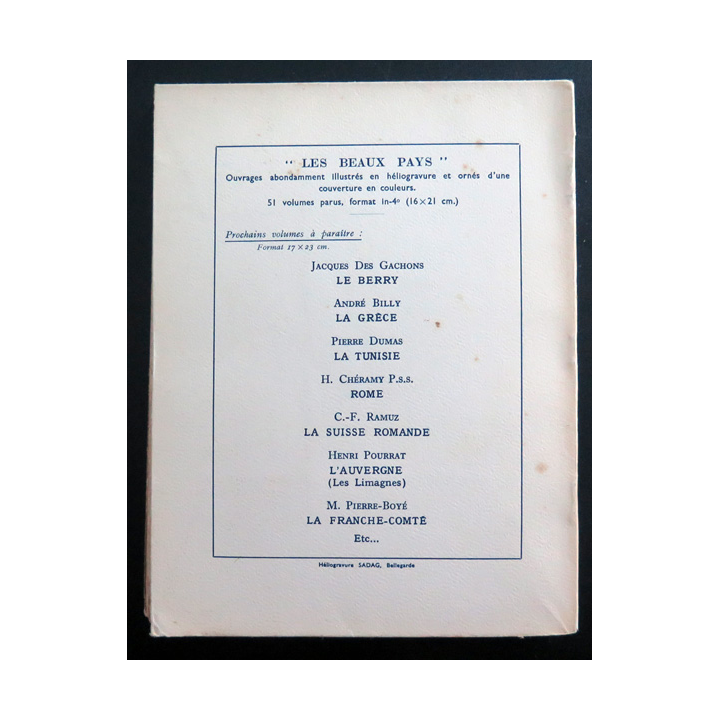 “ LES BEAUX PAYS ”
Ouvrages abondamment illustrés en héliogravure et ornés d'une
couverture en couleurs.
51 volumes parus, format in-4º (16×21 cm.)
Prochains volumes à paraître :
Format 17 × 23 cm.
Jacques Des Gachons
LE BERRY
André Billy
LA GRÈCE
Pierre Dumas
LA TUNISIE
H. Chéramy P.s.s.
ROME
C.-F. Ramuz
LA SUISSE ROMANDE
Henri Pourrat
L'AUVERGNE
(Les Limagnes)
M. Pierre-Boyé
LA FRANCHE-COMTÉ
Etc...
Héliogravure SADAG, Bellegarde